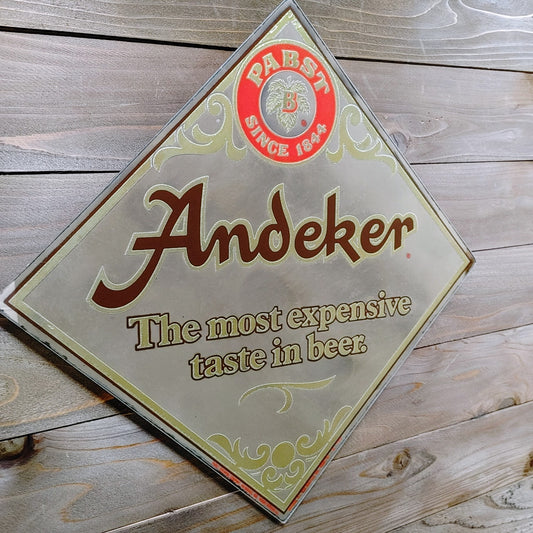 PABST
B
SINCE 1844
Andeker
The most expensive
taste in beer.